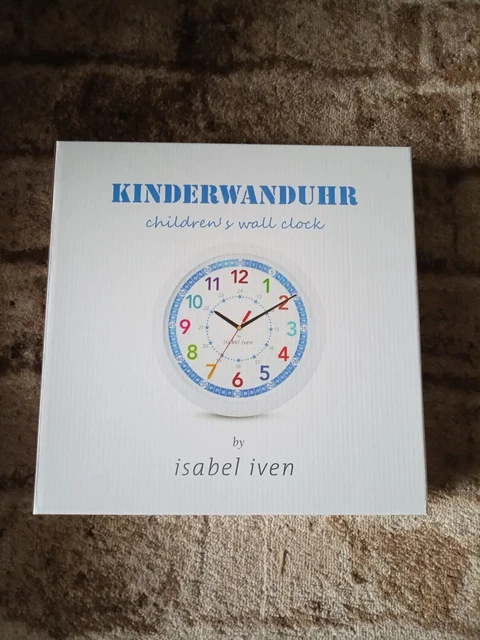 KINDERWANDUHR
children's wall clock
12
11 1
10 2
9 3
isabel iven
8 4
7 5
6
by
isabel iven